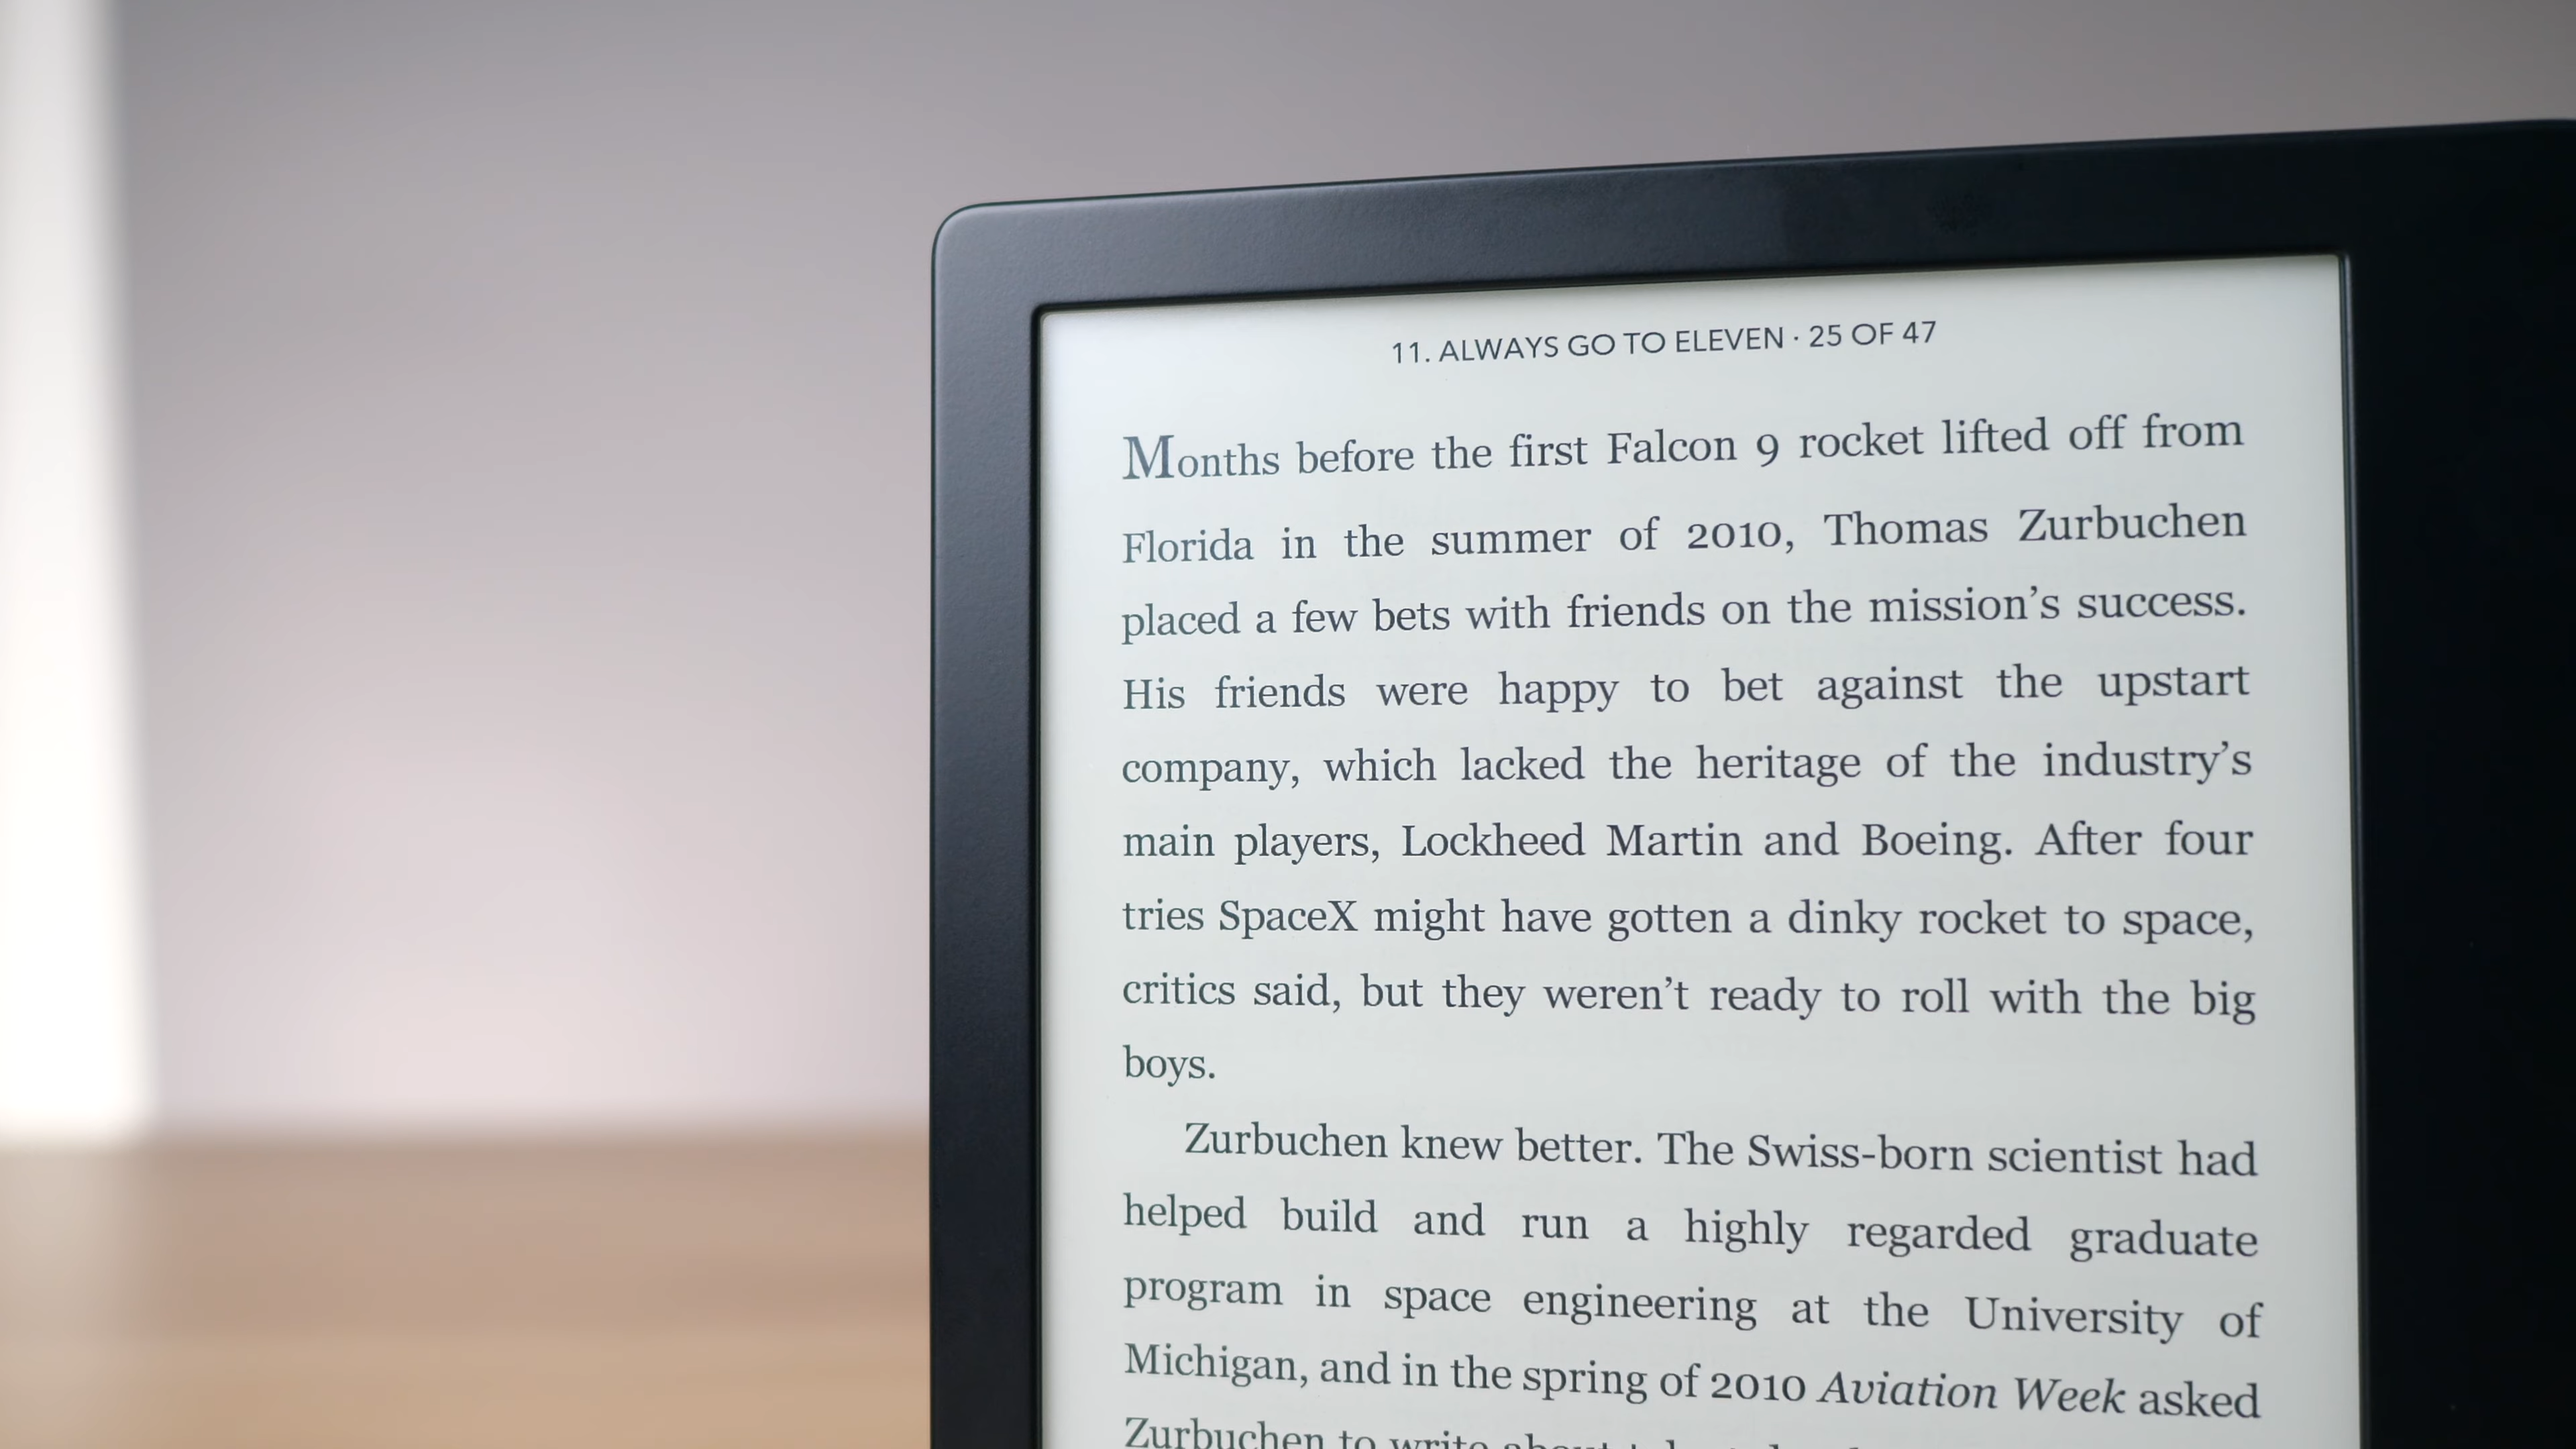 11. ALWAYS GO TO ELEVEN · 25 OF 47
Months before the first Falcon 9 rocket lifted off from
Florida in the summer of 2010, Thomas Zurbuchen
placed a few bets with friends on the mission’s success.
His friends were happy to bet against the upstart
company, which lacked the heritage of the industry’s
main players, Lockheed Martin and Boeing. After four
tries SpaceX might have gotten a dinky rocket to space,
critics said, but they weren’t ready to roll with the big
boys.
Zurbuchen knew better. The Swiss-born scientist had
helped build and run a highly regarded graduate
program in space engineering at the University of
Michigan, and in the spring of 2010 Aviation Week asked
Zurbuchen to write about